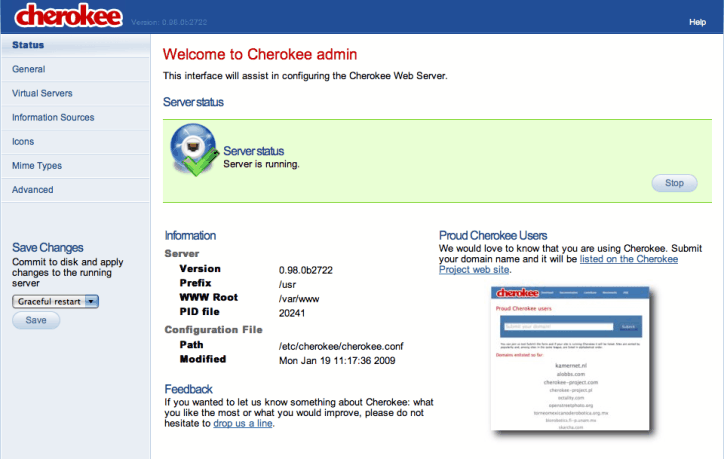 cherokee Version: 0.98.0b2722 Help
Status
General
Virtual Servers
Information Sources
Icons
Mime Types
Advanced
Save Changes
Commit to disk and apply
changes to the running
server
Graceful restart
Save
Welcome to Cherokee admin
This interface will assist in configuring the Cherokee Web Server.
Server status
Server status
Server is running.
Stop
Information
Server
Version 0.98.0b2722
Prefix /usr
WWW Root /var/www
PID file 20241
Configuration File
Path /etc/cherokee/cherokee.conf
Modified Mon Jan 19 11:17:36 2009
Feedback
If you wanted to let us know something about Cherokee: what
you like the most or what you would improve, please do not
hesitate to drop us a line.
Proud Cherokee Users
We would love to know that you are using Cherokee. Submit
your domain name and it will be listed on the Cherokee
Project web site.
cherokee
Proud Cherokee users
Submit your domain Submit
Domains enlisted so far
kamernet.nl
alobbs.com
cherokee-project.com
cherokee-project.pl
openstreetphoto.org